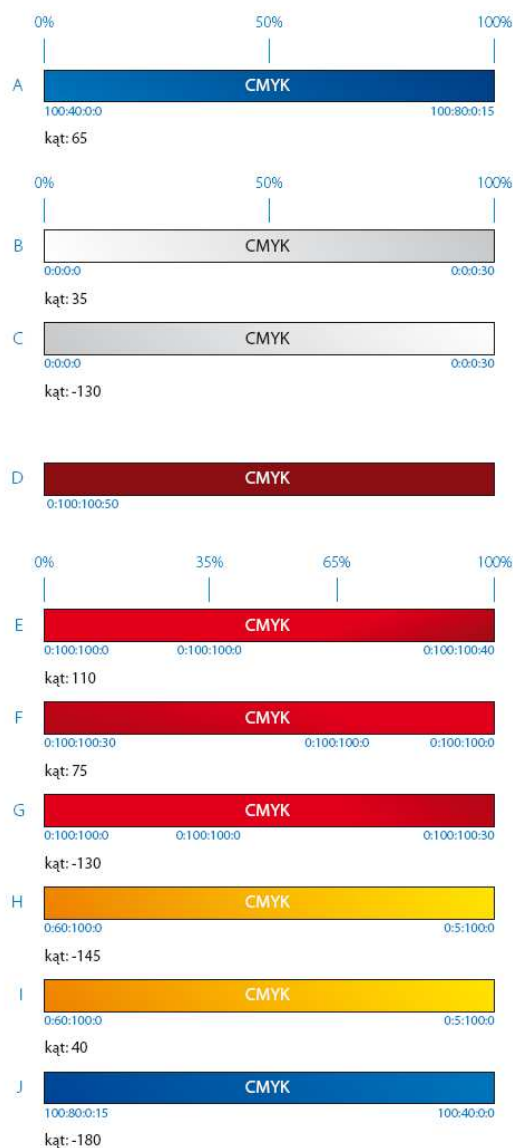 0% 50% 100%
A CMYK
100:40:0:0 100:80:0:15
kąt: 65
0% 50% 100%
B CMYK
0:0:0:0 0:0:0:30
kąt: 35
C CMYK
0:0:0:0 0:0:0:30
kąt: -130
D CMYK
0:100:100:50
0% 35% 65% 100%
E CMYK
0:100:100:0 0:100:100:0 0:100:100:40
kąt: 110
F CMYK
0:100:100:30 0:100:100:0 0:100:100:0
kąt: 75
G CMYK
0:100:100:0 0:100:100:0 0:100:100:30
kąt: -130
H CMYK
0:60:100:0 0:5:100:0
kąt: -145
I CMYK
0:60:100:0 0:5:100:0
kąt: 40
J CMYK
100:80:0:15 100:40:0:0
kąt: -180